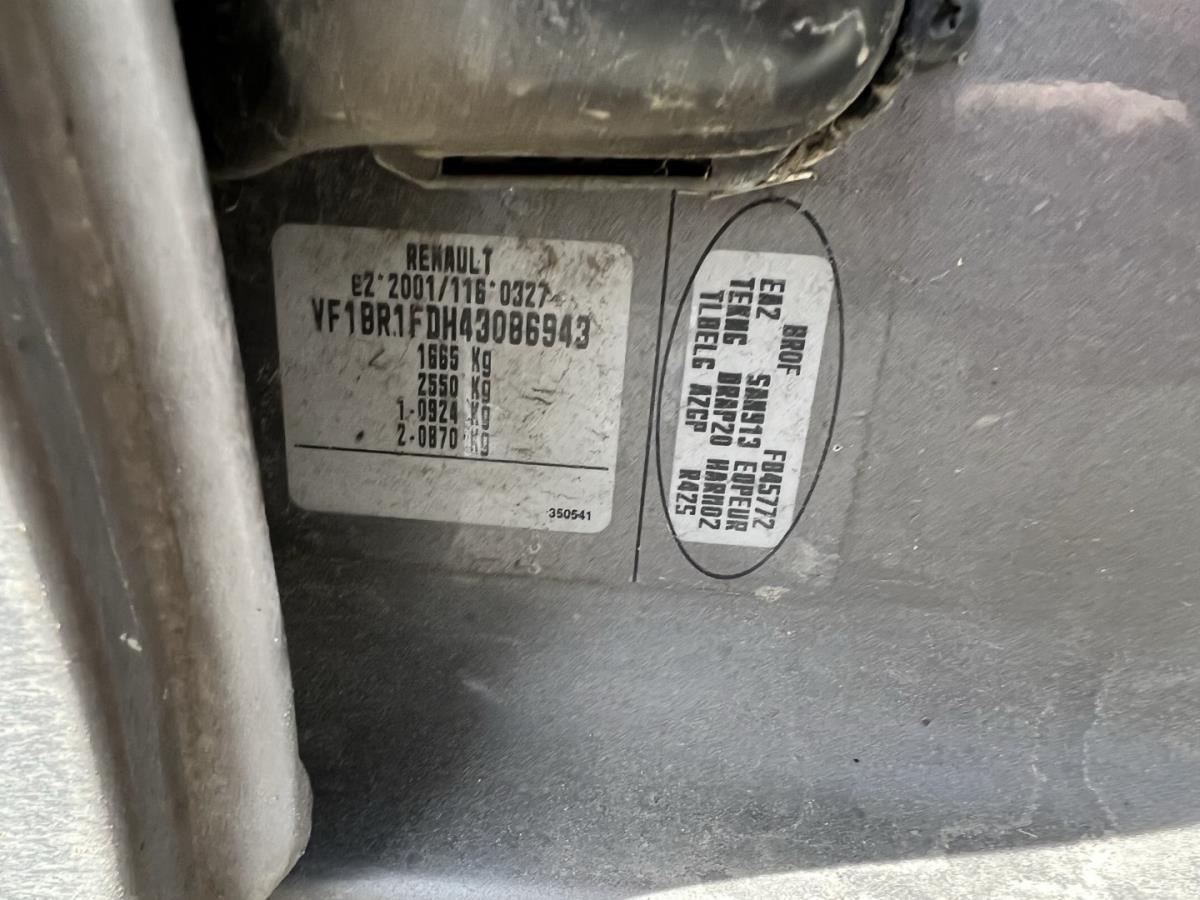 RENAULT
e2*2001/116*0327
VF1BR1FDH43086943
1665 Kg
2550 Kg
1-0924 Kg
2-0870 Kg
350541
BROF FD45772
EA2 SAN913 EQPEUR
TEKNG DRAP20 HARM02
TLBELG AZGP R425